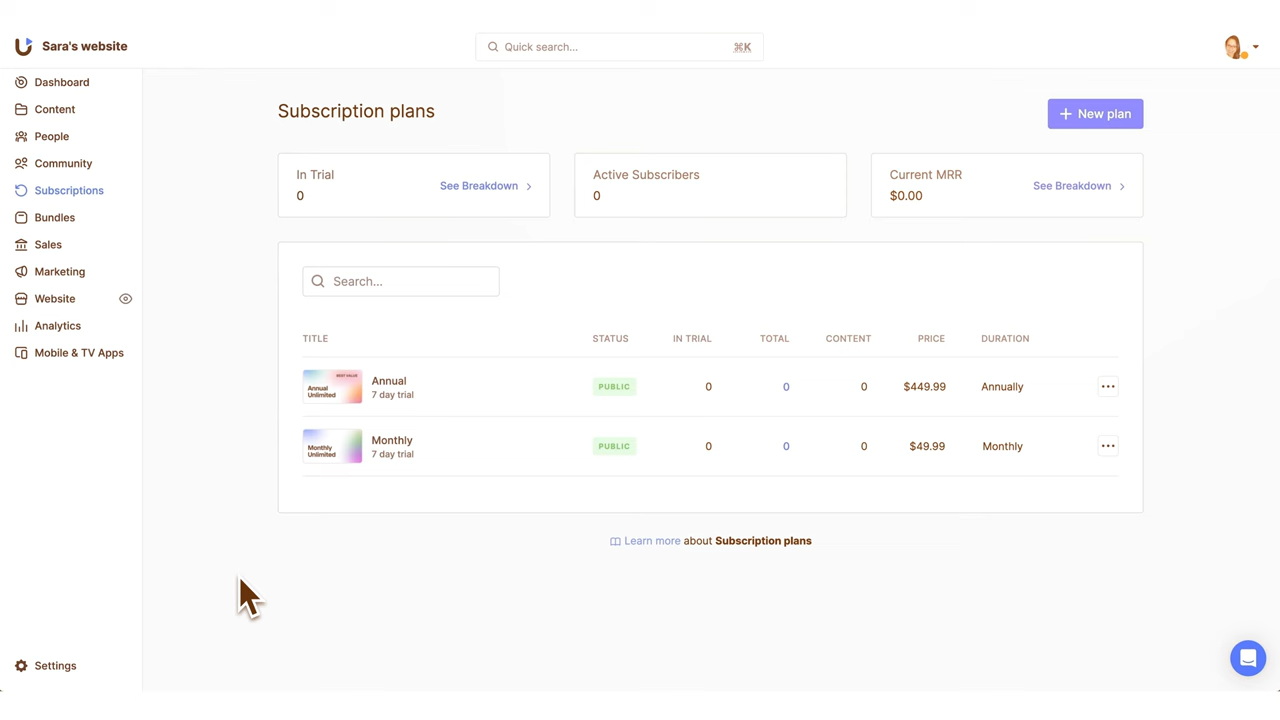 Sara's website
Quick search...
⌘K
Dashboard
Content
People
Community
Subscriptions
Bundles
Sales
Marketing
Website
Analytics
Mobile & TV Apps
Settings
Subscription plans
+ New plan
In Trial
0
See Breakdown
Active Subscribers
0
Current MRR
$0.00
See Breakdown
Search...
TITLE STATUS IN TRIAL TOTAL CONTENT PRICE DURATION
BEST VALUE
Annual
Unlimited
Annual
7 day trial
PUBLIC 0 0 0 $449.99 Annually
Monthly
Unlimited
Monthly
7 day trial
PUBLIC 0 0 0 $49.99 Monthly
Learn more about Subscription plans